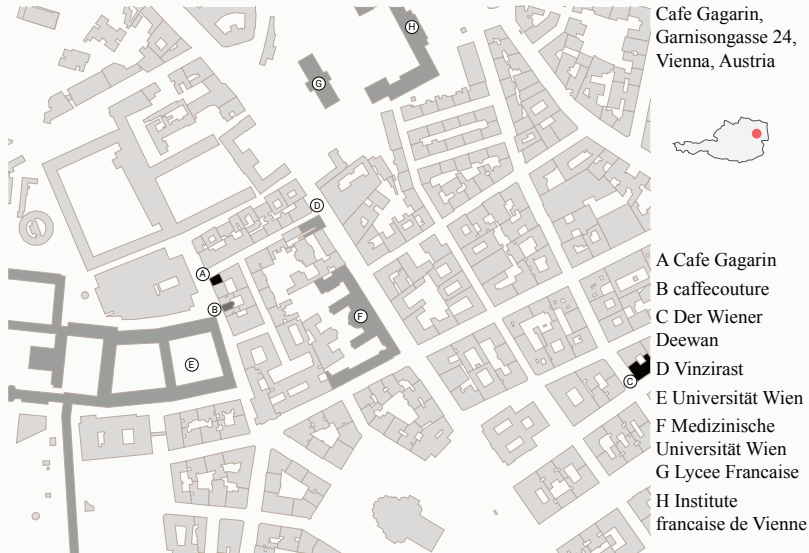 Cafe Gagarin,
Garnisongasse 24,
Vienna, Austria
A Cafe Gagarin
B caffecouture
C Der Wiener
Deewan
D Vinzirast
E Universität Wien
F Medizinische
Universität Wien
G Lycee Francaise
H Institute
francaise de Vienne
H
G
D
A
B
F
E
C